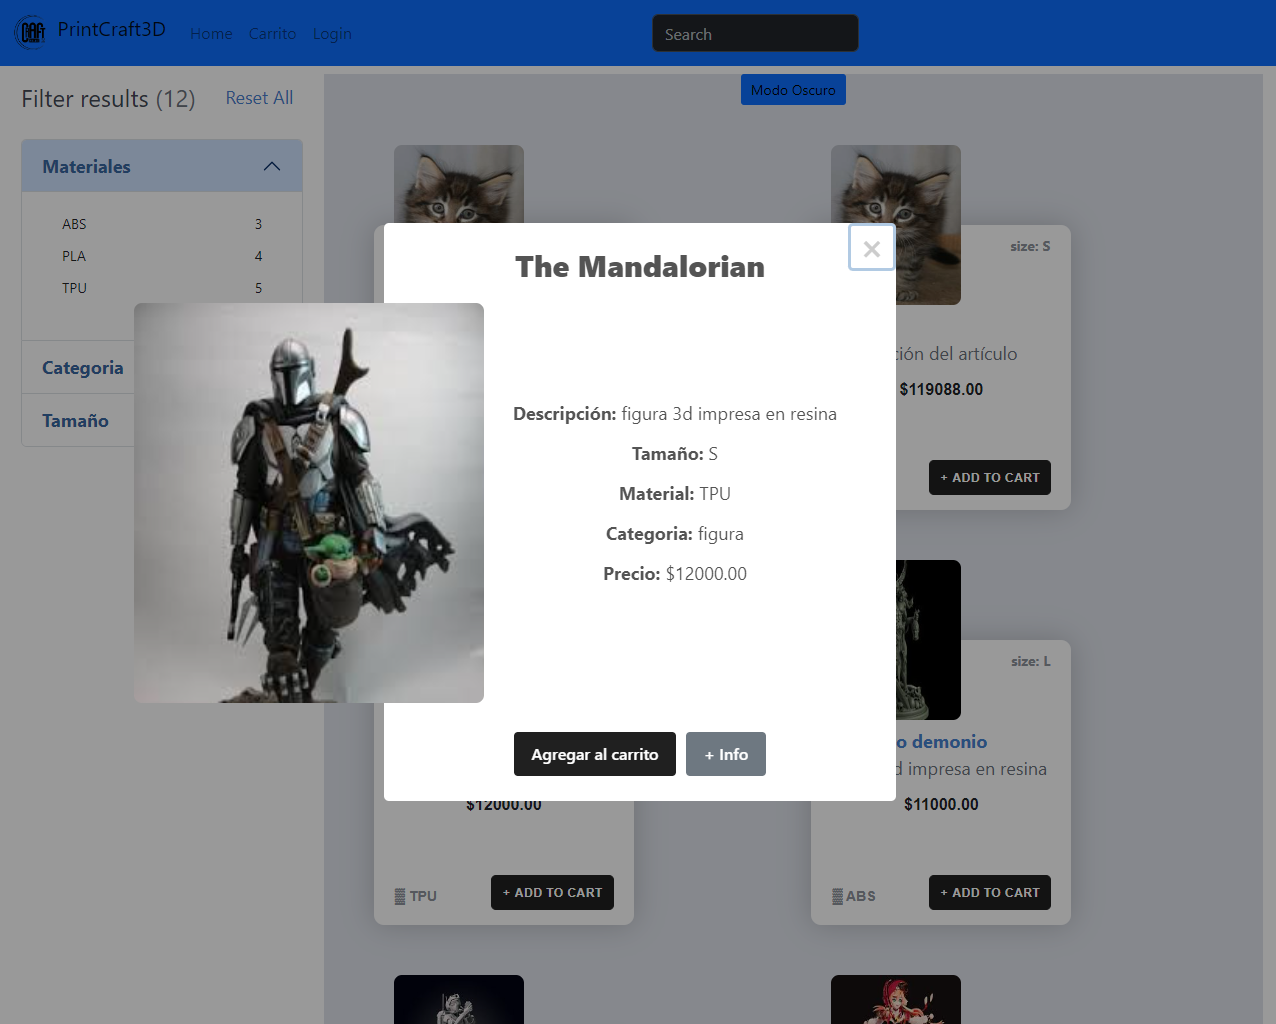 CRAFT
PrintCraft3D
Home
Carrito
Login
Search
Filter results (12)
Reset All
Modo Oscuro
Materiales
ABS 3
PLA 4
TPU 5
Categoria
Tamaño
The Mandalorian
×
Descripción: figura 3d impresa en resina
Tamaño: S
Material: TPU
Categoria: figura
Precio: $12000.00
Agregar al carrito
+ Info
size: S
del artículo
$119088.00
+ ADD TO CART
size: L
demonio
impresa en resina
$11000.00
$12000.00
TPU
+ ADD TO CART
ABS
+ ADD TO CART